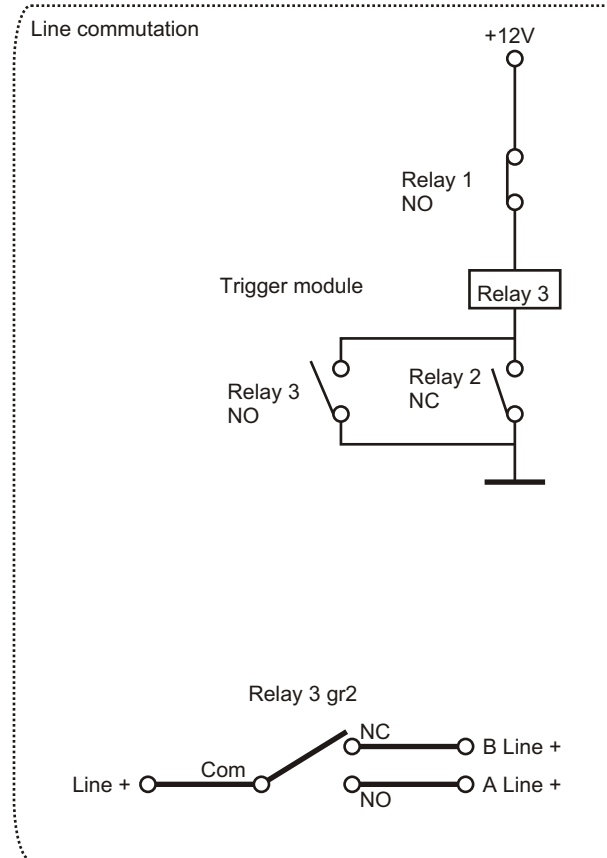 Line commutation
+12V
Relay 1
NO
Trigger module
Relay 3
Relay 3
NO
Relay 2
NC
Relay 3 gr2
NC
B Line +
Com
Line +
A Line +
NO